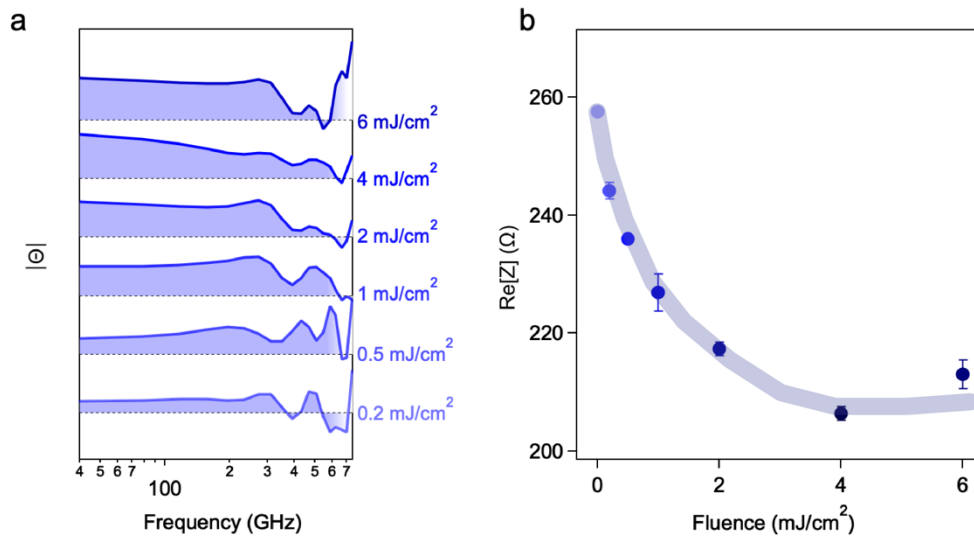 a
|Θ|
6 mJ/cm²
4 mJ/cm²
2 mJ/cm²
1 mJ/cm²
0.5 mJ/cm²
0.2 mJ/cm²
4 5 6 7 2 3 4 5 6 7
100
Frequency (GHz)
b
Re[Z] (Ω)
260
240
220
200
0 2 4 6
Fluence (mJ/cm²)